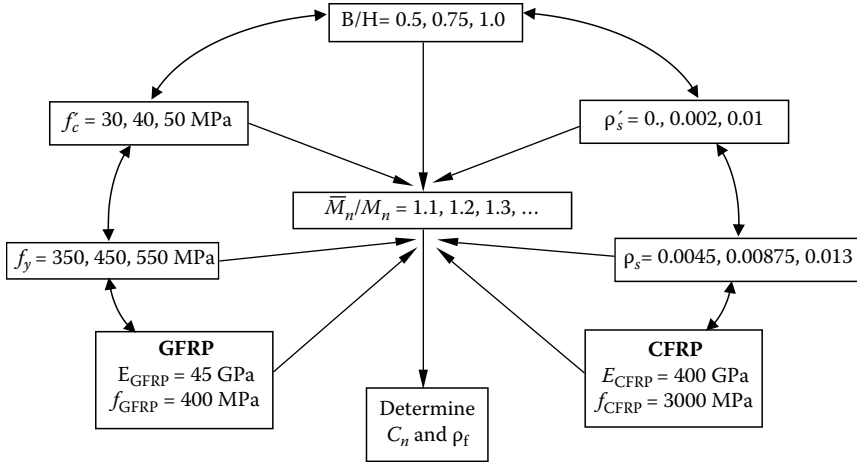 B/H= 0.5, 0.75, 1.0
f′c = 30, 40, 50 MPa
ρ′s = 0., 0.002, 0.01
M̅n/Mn = 1.1, 1.2, 1.3, …
fy = 350, 450, 550 MPa
ρs= 0.0045, 0.00875, 0.013
GFRP
EGFRP = 45 GPa
fGFRP = 400 MPa
CFRP
ECFRP = 400 GPa
fCFRP = 3000 MPa
Determine
Cn and ρf